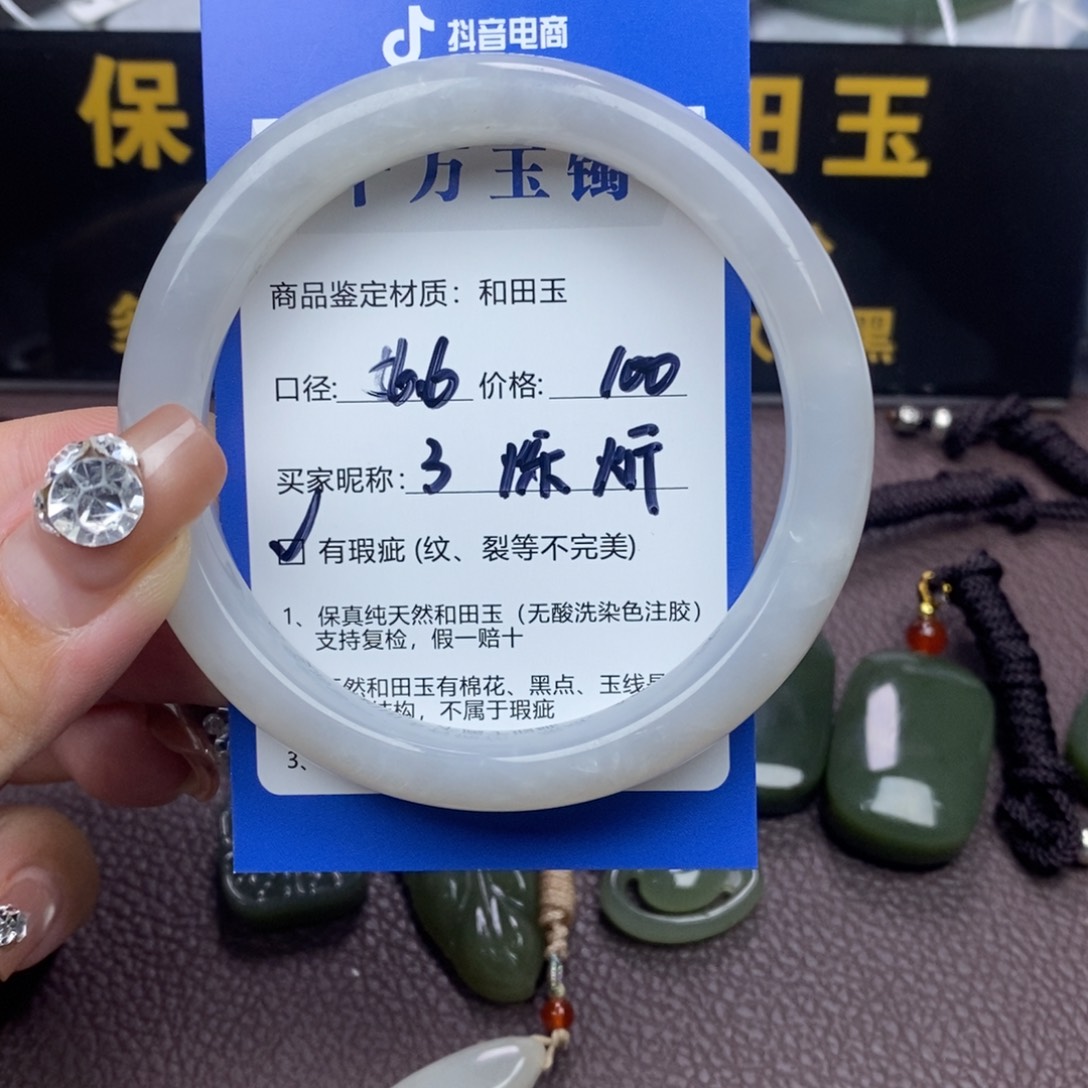 抖音电商
保 田玉
万玉镯
商品鉴定材质：和田玉
口径: 56.6 价格: 100
买家昵称: 3 烁 炘
有瑕疵 (纹、裂等不完美)
1、保真纯天然和田玉（无酸洗染色注胶）
支持复检，假一赔十
然和田玉有棉花、黑点、玉线
结构，不属于瑕疵
3、
黑